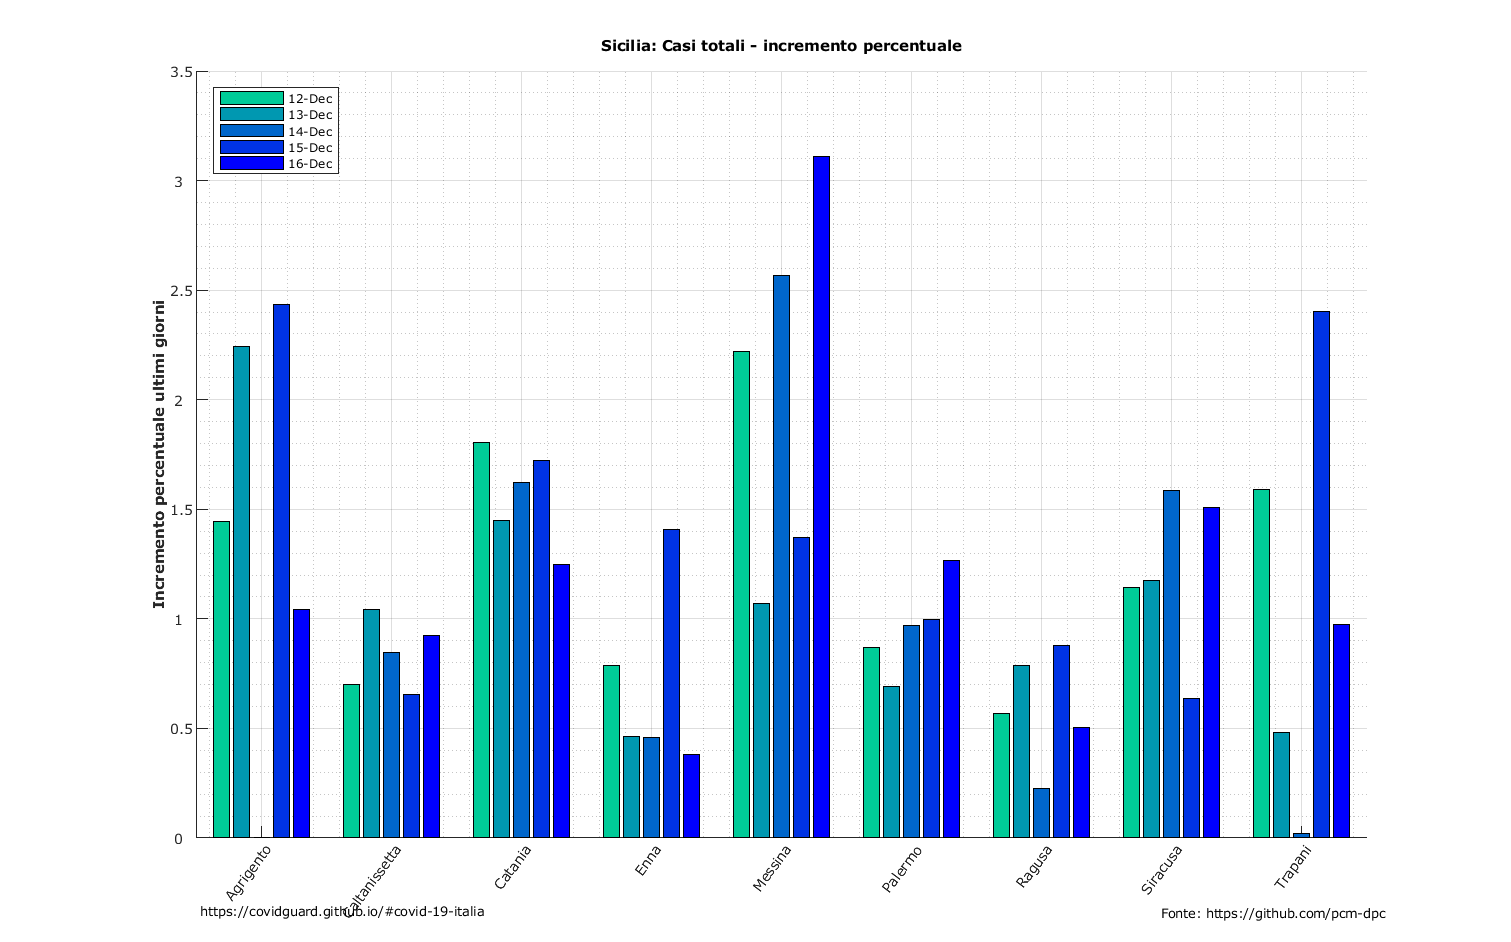 Sicilia: Casi totali - incremento percentuale
3.5
3
2.5
2
1.5
1
0.5
0
Incremento percentuale ultimi giorni
12-Dec
13-Dec
14-Dec
15-Dec
16-Dec
Agrigento
Caltanissetta
Catania
Enna
Messina
Palermo
Ragusa
Siracusa
Trapani
https://covidguard.github.io/#covid-19-italia
Fonte: https://github.com/pcm-dpc